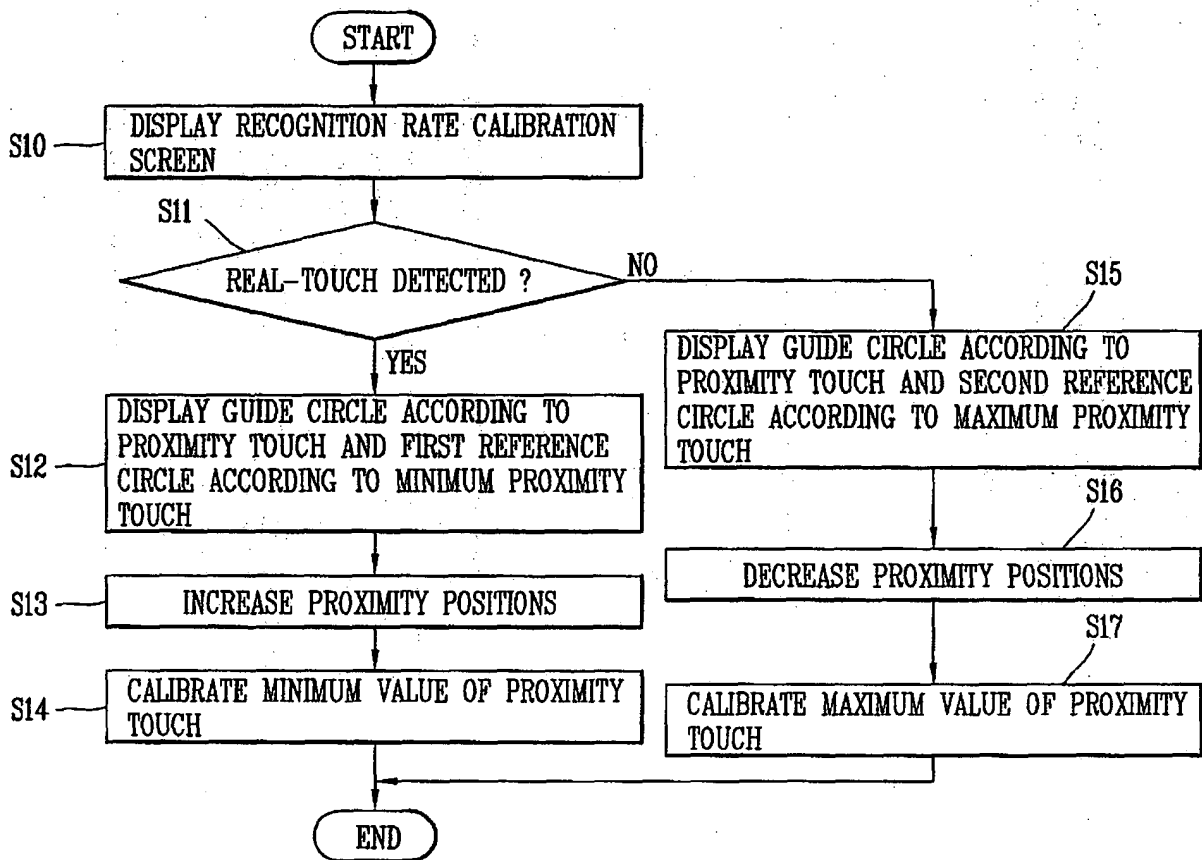 START
S10
DISPLAY RECOGNITION RATE CALIBRATION
SCREEN
S11
REAL-TOUCH DETECTED ?
NO
YES
S12
DISPLAY GUIDE CIRCLE ACCORDING TO
PROXIMITY TOUCH AND FIRST REFERENCE
CIRCLE ACCORDING TO MINIMUM PROXIMITY
TOUCH
S13
INCREASE PROXIMITY POSITIONS
S14
CALIBRATE MINIMUM VALUE OF PROXIMITY
TOUCH
S15
DISPLAY GUIDE CIRCLE ACCORDING TO
PROXIMITY TOUCH AND SECOND REFERENCE
CIRCLE ACCORDING TO MAXIMUM PROXIMITY
TOUCH
S16
DECREASE PROXIMITY POSITIONS
S17
CALIBRATE MAXIMUM VALUE OF PROXIMITY
TOUCH
END